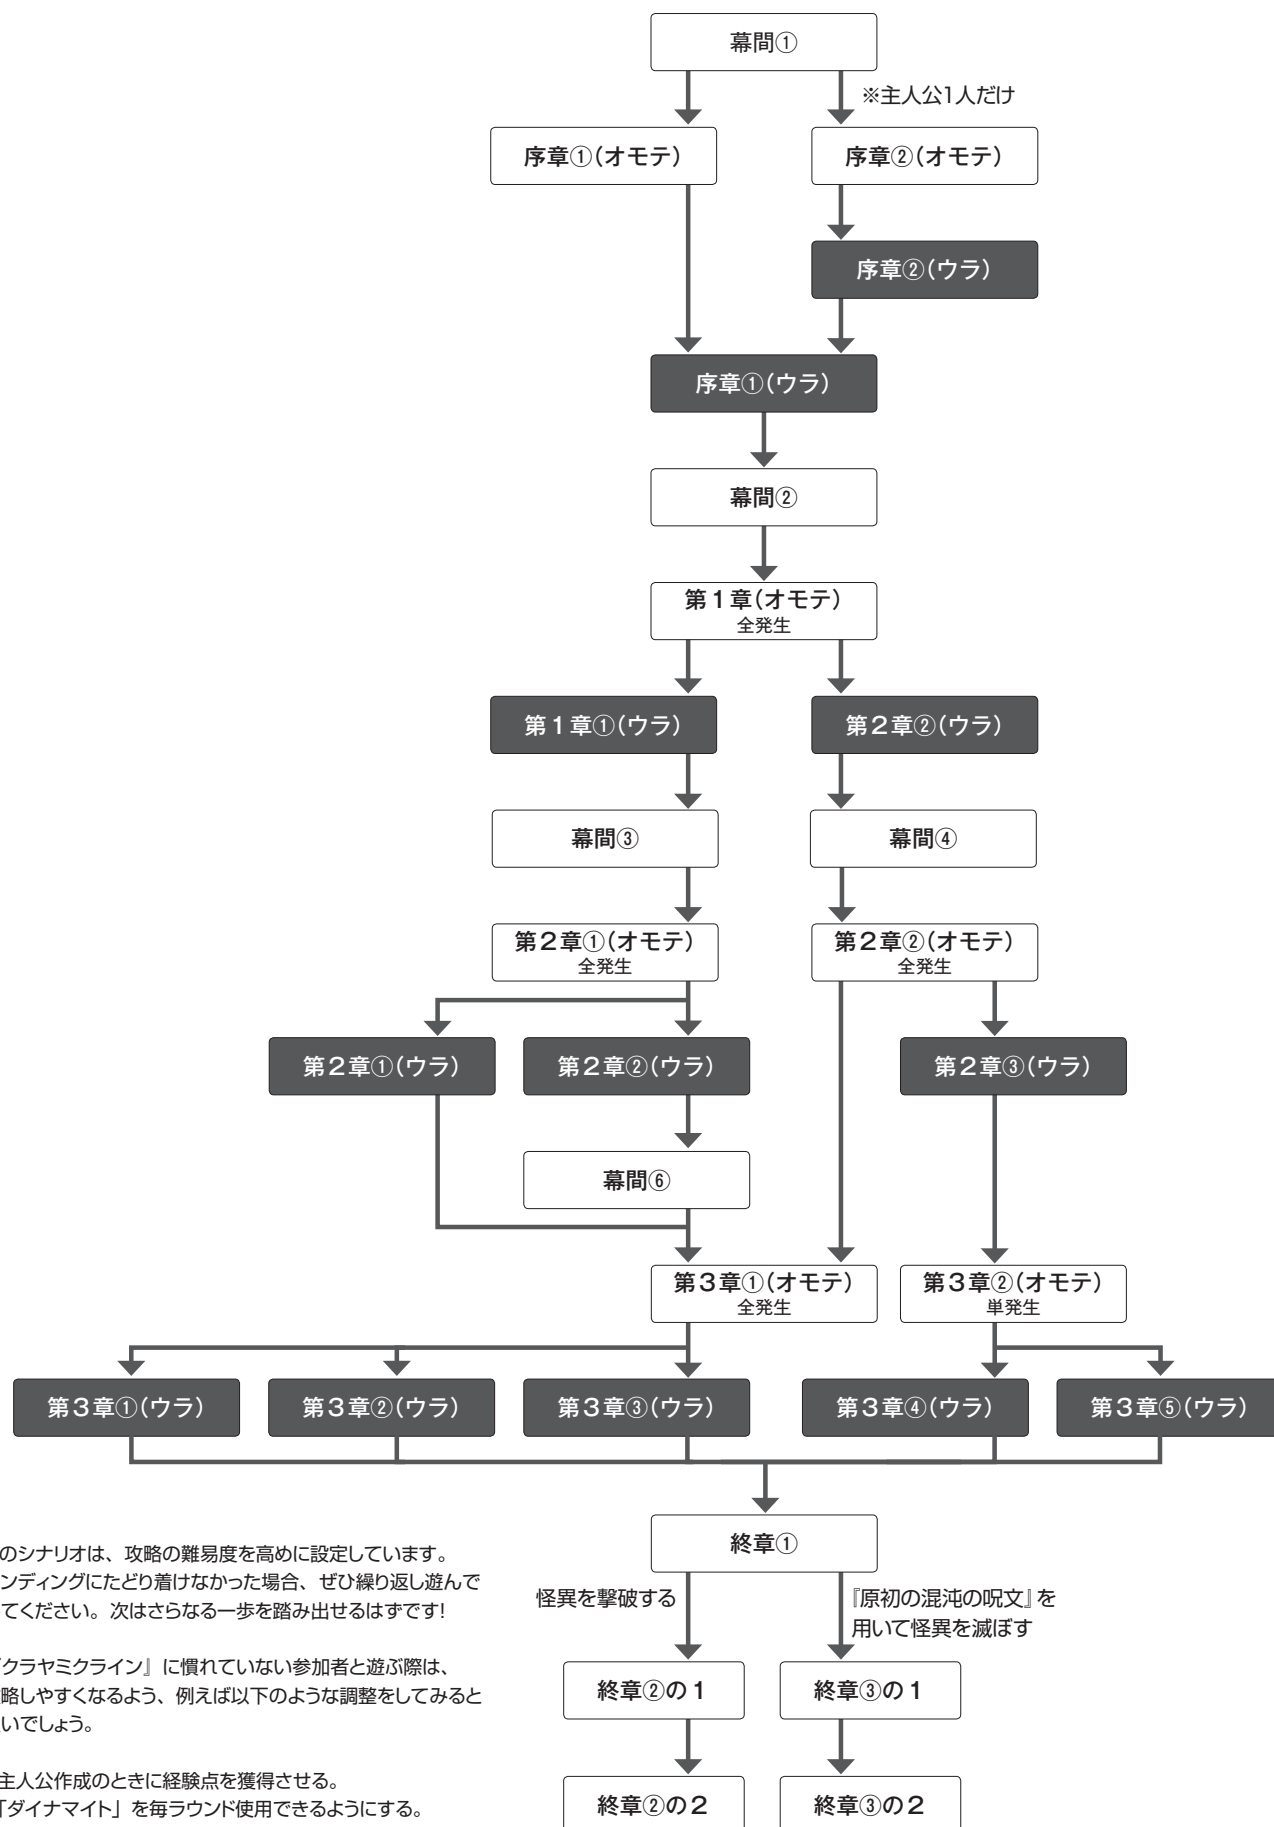 幕間①
※主人公1人だけ
序章①(オモテ)
序章②(オモテ)
序章②(ウラ)
序章①(ウラ)
幕間②
第1章(オモテ)
全発生
第1章①(ウラ)
第2章②(ウラ)
幕間③
幕間④
第2章①(オモテ)
全発生
第2章②(オモテ)
全発生
第2章①(ウラ)
第2章②(ウラ)
第2章③(ウラ)
幕間⑥
第3章①(オモテ)
全発生
第3章②(オモテ)
単発生
第3章①(ウラ)
第3章②(ウラ)
第3章③(ウラ)
第3章④(ウラ)
第3章⑤(ウラ)
終章①
怪異を撃破する
『原初の混沌の呪文』を
用いて怪異を滅ぼす
終章②の1
終章③の1
終章②の2
終章③の2
のシナリオは、攻略の難易度を高めに設定しています。
ンディングにたどり着けなかった場合、ぜひ繰り返し遊んで
てください。次はさらなる一歩を踏み出せるはずです!
『クラヤミクライン』に慣れていない参加者と遊ぶ際は、
略しやすくなるよう、例えば以下のような調整をしてみると
いでしょう。
主人公作成のときに経験点を獲得させる。
「ダイナマイト」を毎ラウンド使用できるようにする。